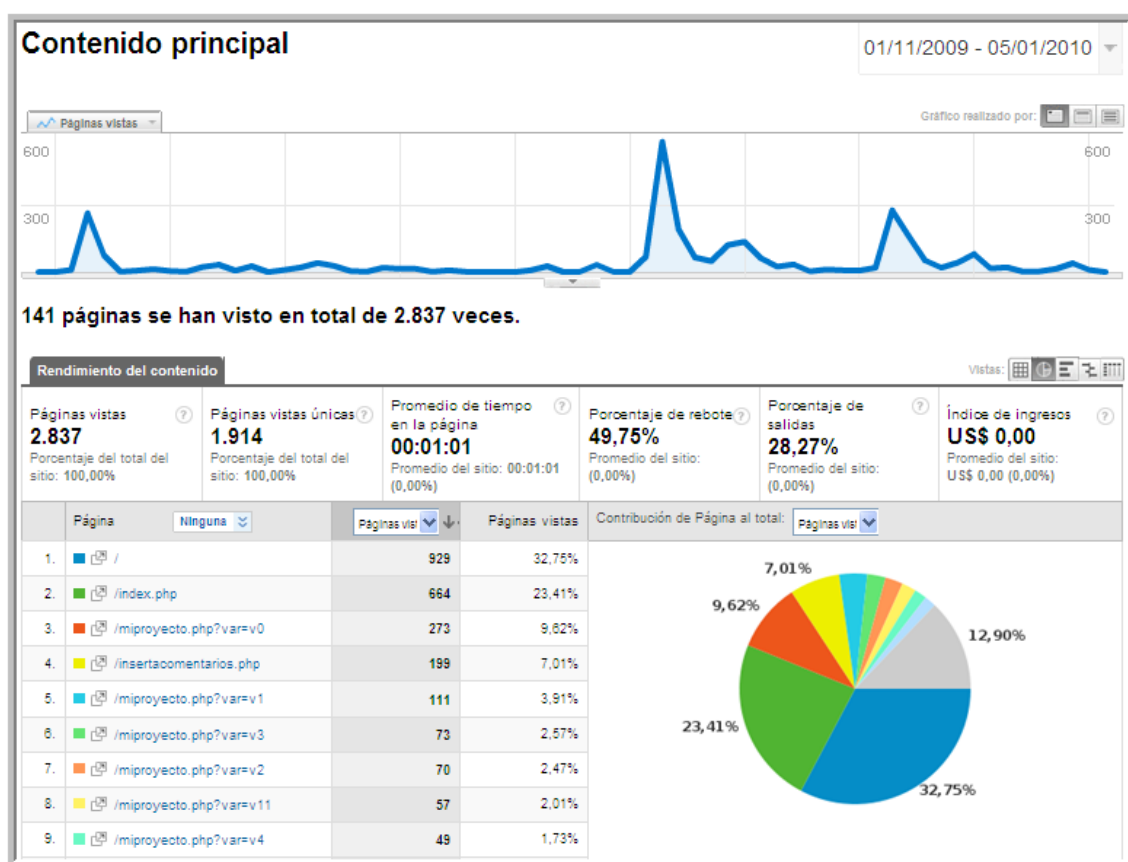 Contenido principal
01/11/2009 - 05/01/2010
Páginas vistas
Gráfico realizado por:
600
600
300
300
141 páginas se han visto en total de 2.837 veces.
Rendimiento del contenido
Vistas:
Páginas vistas ?
2.837
Porcentaje del total del
sitio: 100,00%
Páginas vistas únicas ?
1.914
Porcentaje del total del
sitio: 100,00%
Promedio de tiempo ?
en la página
00:01:01
Promedio del sitio: 00:01:01
(0,00%)
Porcentaje de rebote ?
49,75%
Promedio del sitio:
(0,00%)
Porcentaje de ?
salidas
28,27%
Promedio del sitio:
(0,00%)
Índice de ingresos ?
US$ 0,00
Promedio del sitio:
US$ 0,00 (0,00%)
Página Ninguna Páginas vist Páginas vistas
Contribución de Página al total: Páginas vist
1. / 929 32,75%
2. /index.php 664 23,41%
3. /miproyecto.php?var=v0 273 9,62%
4. /insertacomentarios.php 199 7,01%
5. /miproyecto.php?var=v1 111 3,91%
6. /miproyecto.php?var=v3 73 2,57%
7. /miproyecto.php?var=v2 70 2,47%
8. /miproyecto.php?var=v11 57 2,01%
9. /miproyecto.php?var=v4 49 1,73%
7,01%
9,62%
12,90%
23,41%
32,75%